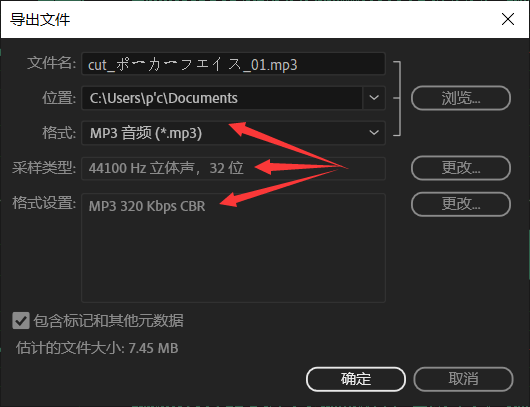 导出文件
文件名: cut_ポーカーフェイス_01.mp3
位置: C:\Users\p'c\Documents
浏览...
格式: MP3 音频 (*.mp3)
采样类型: 44100 Hz 立体声，32 位
更改...
格式设置: MP3 320 Kbps CBR
更改...
包含标记和其他元数据
估计的文件大小: 7.45 MB
确定
取消